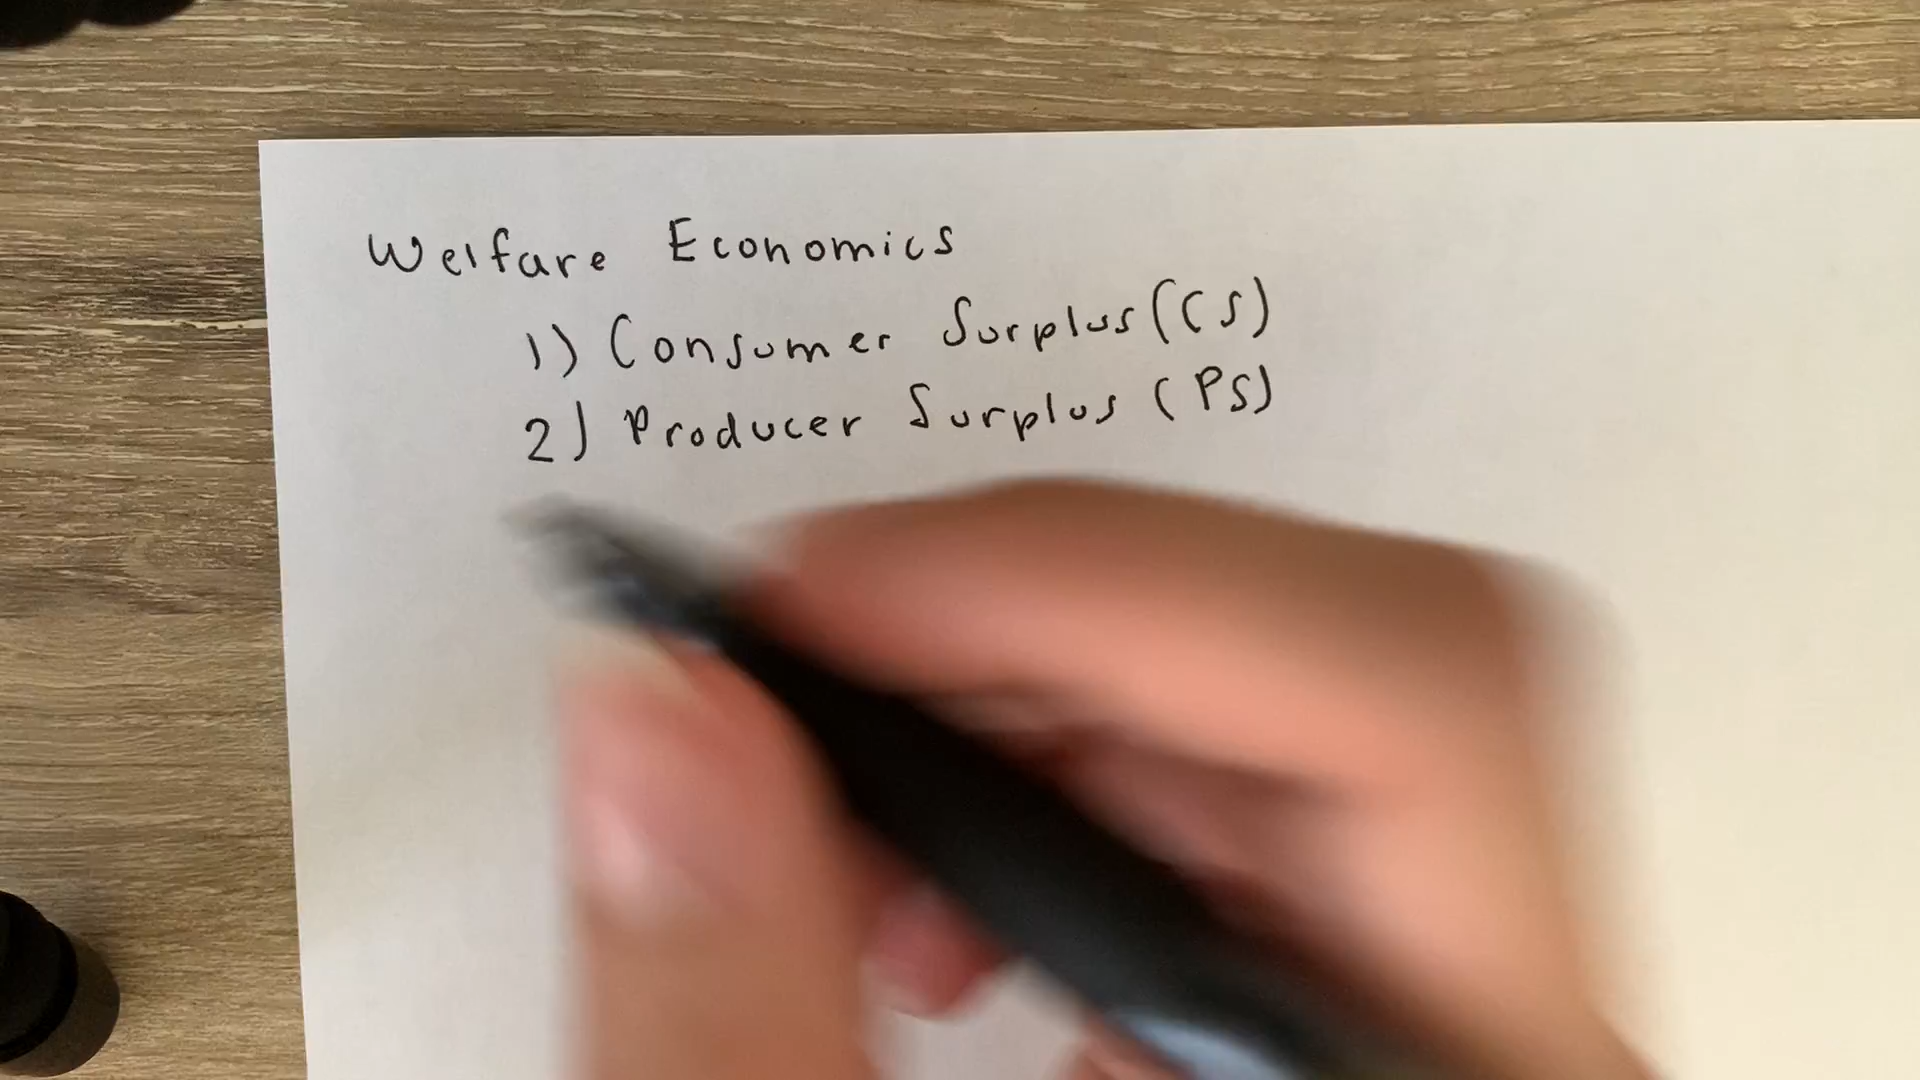 Welfare Economics
1) Consumer Surplus (CS)
2) Producer Surplus (PS)